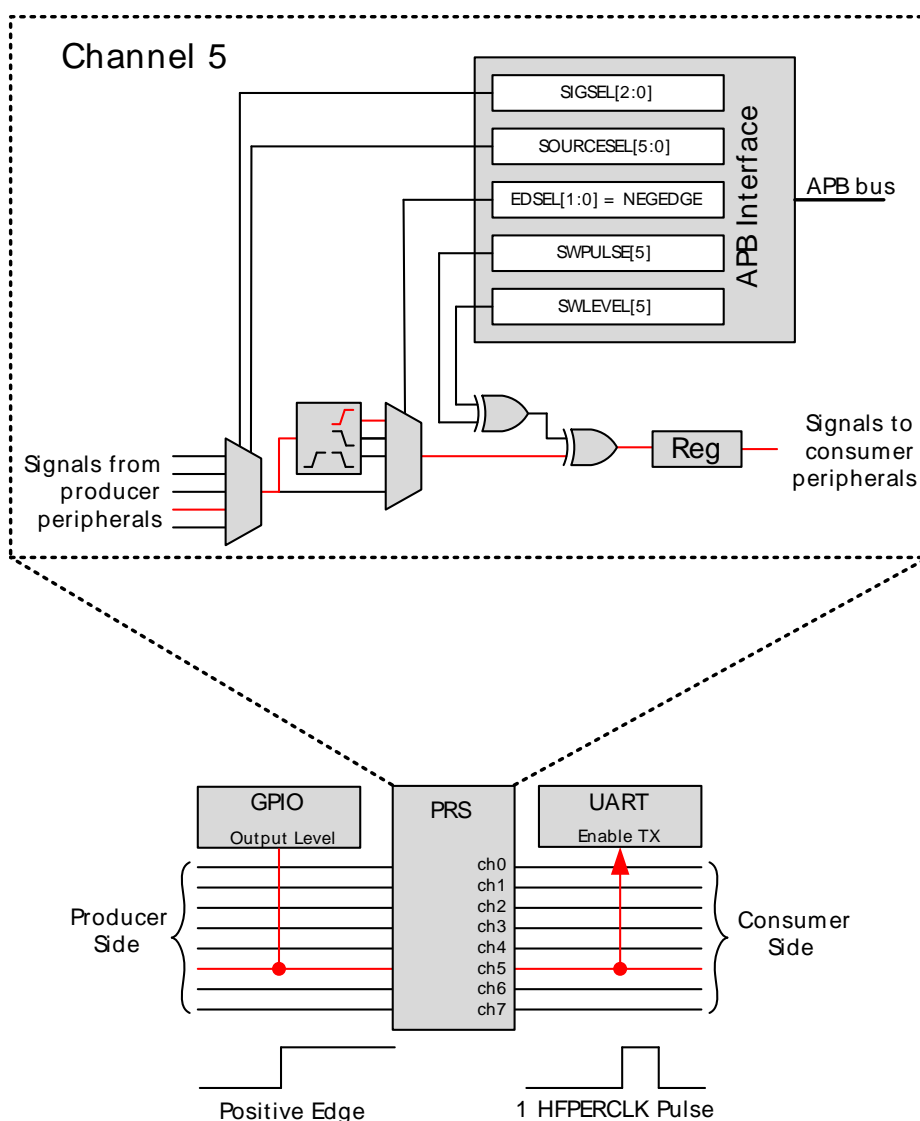 Channel 5
SIGSEL[2:0]
SOURCESEL[5:0]
EDSEL[1:0] = NEGEDGE
SWPULSE[5]
SWLEVEL[5]
APB Interface
APB bus
Signals from
producer
peripherals
Reg
Signals to
consumer
peripherals
GPIO
Output Level
PRS
UART
Enable TX
ch0
ch1
ch2
ch3
ch4
ch5
ch6
ch7
Producer
Side
Consumer
Side
Positive Edge
1 HFPERCLK Pulse